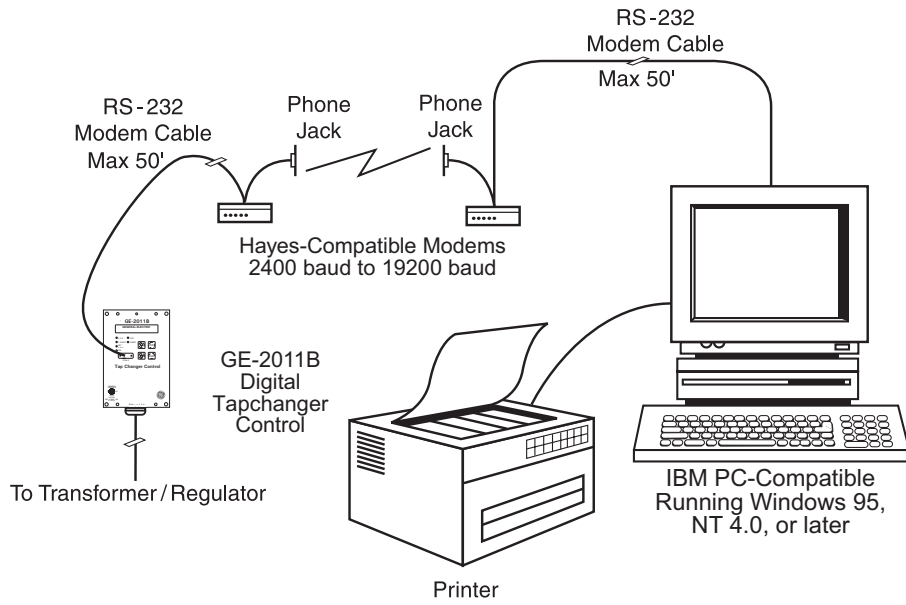 RS-232
Modem Cable
Max 50'
RS-232
Modem Cable
Max 50'
Phone
Jack
Phone
Jack
Hayes-Compatible Modems
2400 baud to 19200 baud
GE-2011B
GENERAL ELECTRIC
Tap Changer Control
GE-2011B
Digital
Tapchanger
Control
To Transformer / Regulator
IBM PC-Compatible
Running Windows 95,
NT 4.0, or later
Printer